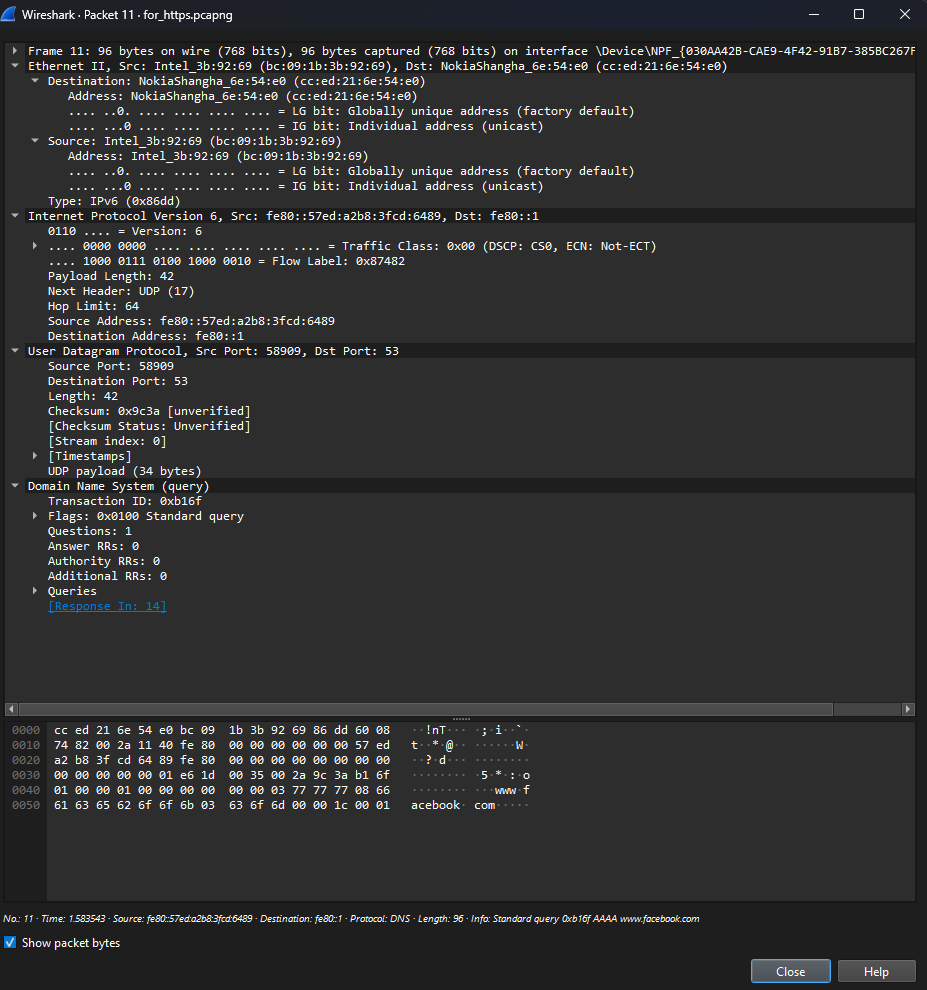 Wireshark · Packet 11 · for_https.pcapng
Frame 11: 96 bytes on wire (768 bits), 96 bytes captured (768 bits) on interface \Device\NPF_{030AA42B-CAE9-4F42-91B7-385BC267F
Ethernet II, Src: Intel_3b:92:69 (bc:09:1b:3b:92:69), Dst: NokiaShangha_6e:54:e0 (cc:ed:21:6e:54:e0)
Destination: NokiaShangha_6e:54:e0 (cc:ed:21:6e:54:e0)
Address: NokiaShangha_6e:54:e0 (cc:ed:21:6e:54:e0)
.... ..0. .... .... .... .... = LG bit: Globally unique address (factory default)
.... ...0 .... .... .... .... = IG bit: Individual address (unicast)
Source: Intel_3b:92:69 (bc:09:1b:3b:92:69)
Address: Intel_3b:92:69 (bc:09:1b:3b:92:69)
.... ..0. .... .... .... .... = LG bit: Globally unique address (factory default)
.... ...0 .... .... .... .... = IG bit: Individual address (unicast)
Type: IPv6 (0x86dd)
Internet Protocol Version 6, Src: fe80::57ed:a2b8:3fcd:6489, Dst: fe80::1
0110 .... = Version: 6
.... 0000 0000 .... .... .... .... .... = Traffic Class: 0x00 (DSCP: CS0, ECN: Not-ECT)
.... 1000 0111 0100 1000 0010 = Flow Label: 0x87482
Payload Length: 42
Next Header: UDP (17)
Hop Limit: 64
Source Address: fe80::57ed:a2b8:3fcd:6489
Destination Address: fe80::1
User Datagram Protocol, Src Port: 58909, Dst Port: 53
Source Port: 58909
Destination Port: 53
Length: 42
Checksum: 0x9c3a [unverified]
[Checksum Status: Unverified]
[Stream index: 0]
[Timestamps]
UDP payload (34 bytes)
Domain Name System (query)
Transaction ID: 0xb16f
Flags: 0x0100 Standard query
Questions: 1
Answer RRs: 0
Authority RRs: 0
Additional RRs: 0
Queries
[Response In: 14]
0000 cc ed 21 6e 54 e0 bc 09 1b 3b 92 69 86 dd 60 08 ··!nT··· ·;·i··`·
0010 74 82 00 2a 11 40 fe 80 00 00 00 00 00 00 57 ed t··*·@·· ······W·
0020 a2 b8 3f cd 64 89 fe 80 00 00 00 00 00 00 00 00 ··?·d··· ········
0030 00 00 00 00 00 01 e6 1d 00 35 00 2a 9c 3a b1 6f ········ ·5·*·:·o
0040 01 00 00 01 00 00 00 00 00 00 03 77 77 77 08 66 ········ ···www·f
0050 61 63 65 62 6f 6f 6b 03 63 6f 6d 00 00 1c 00 01 acebook· com·····
No.: 11 · Time: 1.583543 · Source: fe80::57ed:a2b8:3fcd:6489 · Destination: fe80::1 · Protocol: DNS · Length: 96 · Info: Standard query 0xb16f AAAA www.facebook.com
Show packet bytes
Close
Help